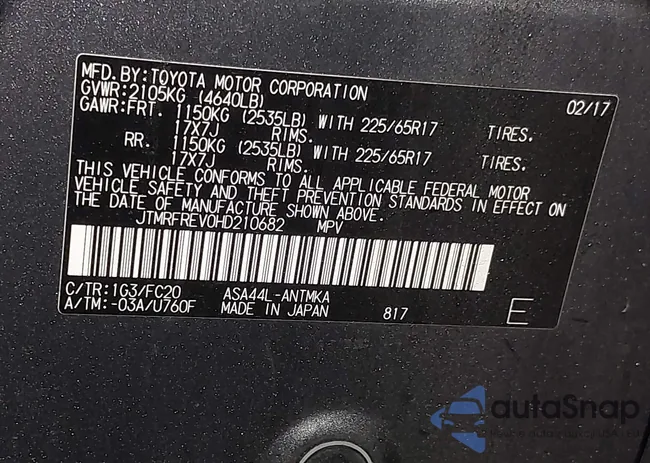 MFD.BY:TOYOTA MOTOR CORPORATION 02/17
GVWR:2105KG (4640LB)
GAWR:FRT. 1150KG (2535LB) WITH 225/65R17 TIRES.
17X7J RIMS.
RR. 1150KG (2535LB) WITH 225/65R17 TIRES.
17X7J RIMS.
THIS VEHICLE CONFORMS TO ALL APPLICABLE FEDERAL MOTOR
VEHICLE SAFETY AND THEFT PREVENTION STANDARDS IN EFFECT ON
THE DATE OF MANUFACTURE SHOWN ABOVE.
JTMRFREV0HD210682 MPV
C/TR:1G3/FC20 ASA44L-ANTMKA
A/TM:-03A/U760F MADE IN JAPAN 817 E
autoSnap